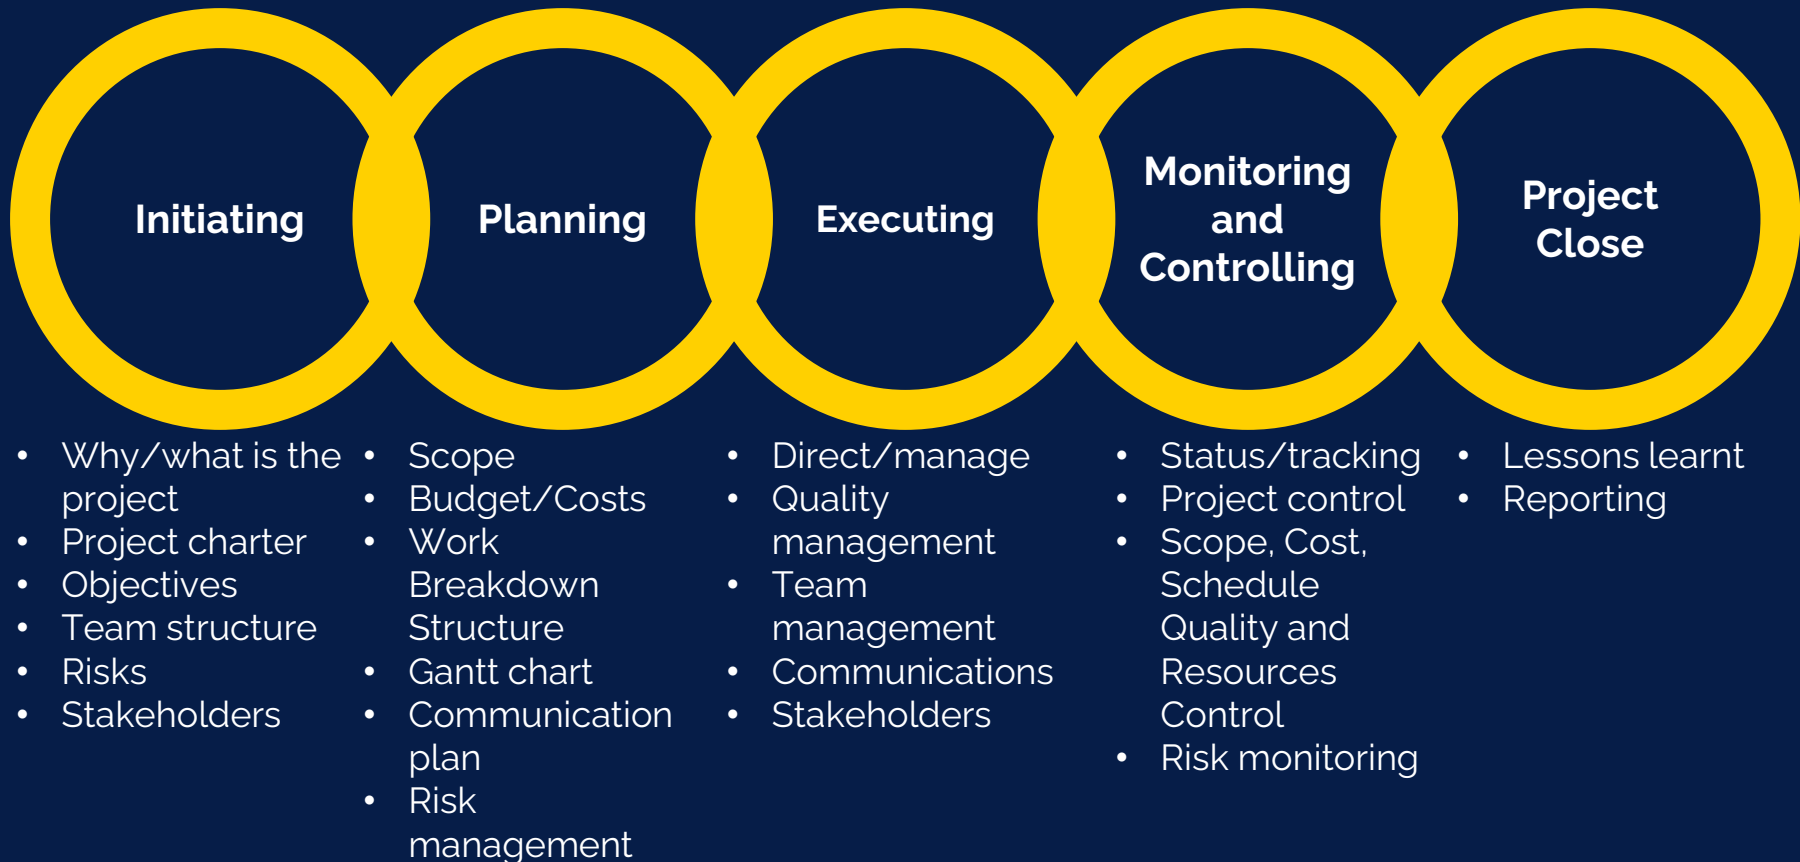 Initiating
Planning
Executing
Monitoring
and
Controlling
Project
Close
• Why/what is the
project
• Project charter
• Objectives
• Team structure
• Risks
• Stakeholders
• Scope
• Budget/Costs
• Work
Breakdown
Structure
• Gantt chart
• Communication
plan
• Risk
management
• Direct/manage
• Quality
management
• Team
management
• Communications
• Stakeholders
• Status/tracking
• Project control
• Scope, Cost,
Schedule
Quality and
Resources
Control
• Risk monitoring
• Lessons learnt
• Reporting